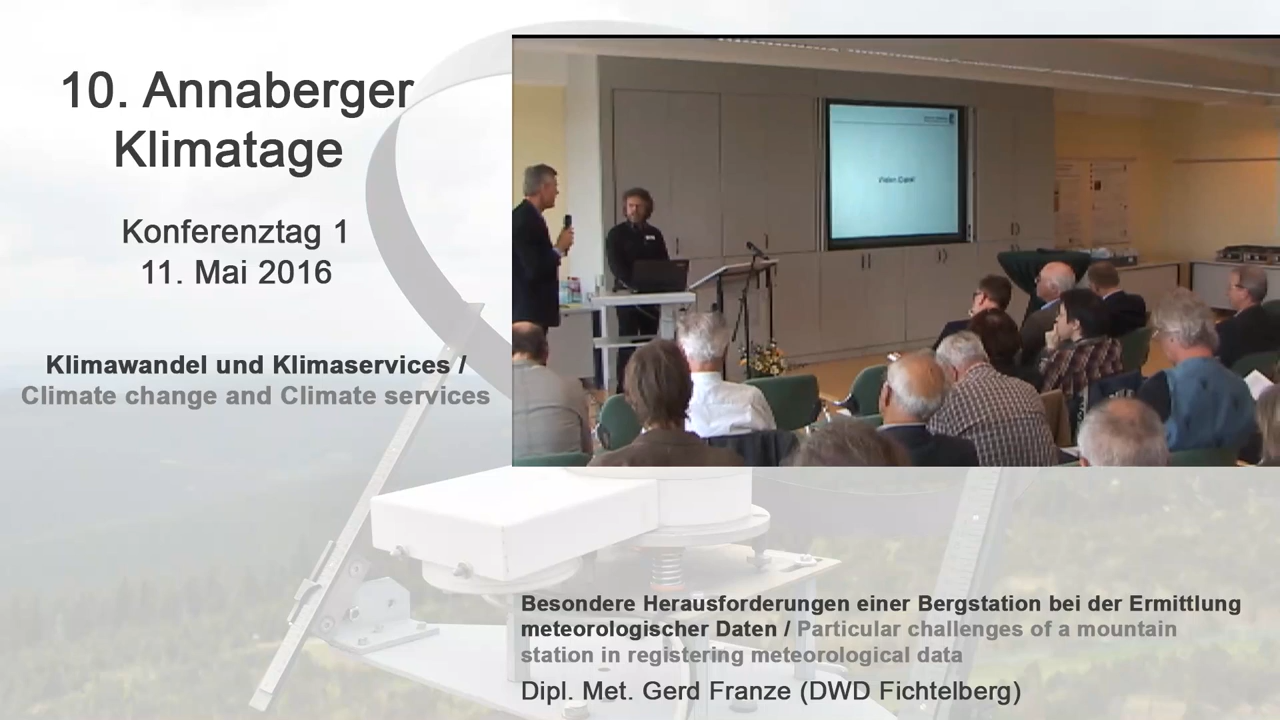 10. Annaberger
Klimatage
Konferenztag 1
11. Mai 2016
Klimawandel und Klimaservices /
Climate change and Climate services
Vielen Dank!
Besondere Herausforderungen einer Bergstation bei der Ermittlung
meteorologischer Daten / Particular challenges of a mountain
station in registering meteorological data
Dipl. Met. Gerd Franze (DWD Fichtelberg)